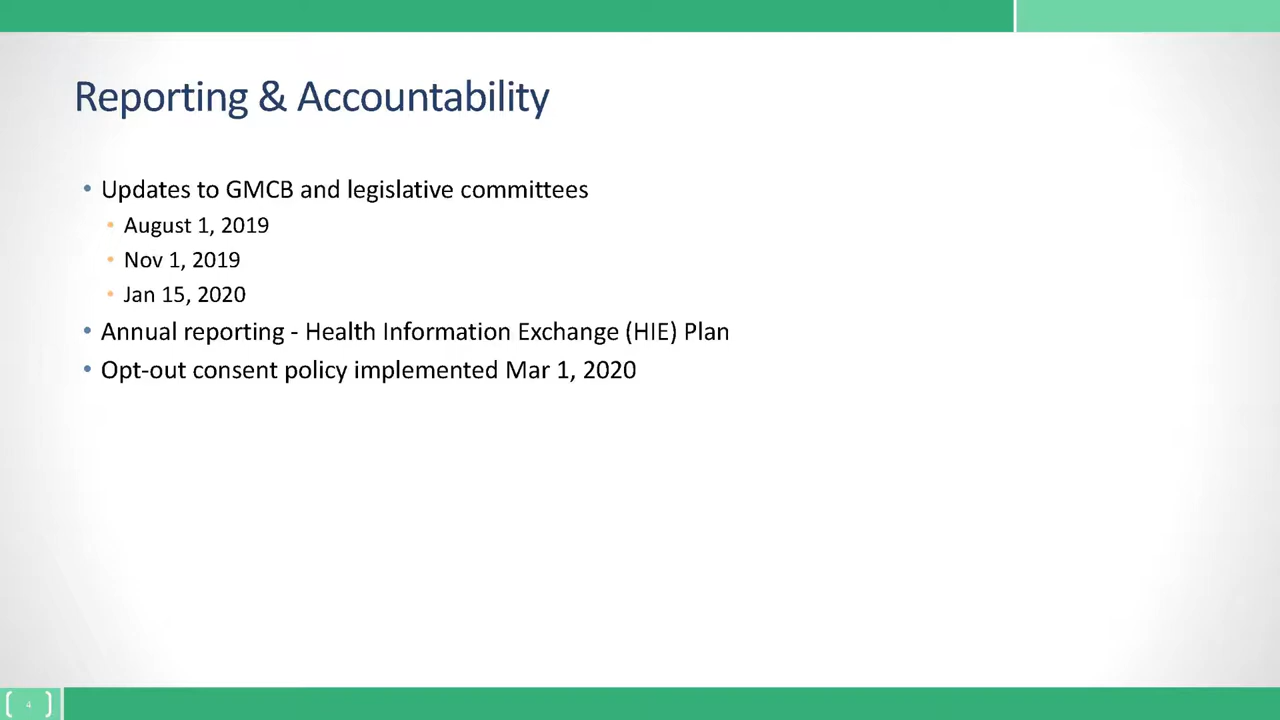 Reporting & Accountability
• Updates to GMCB and legislative committees
• August 1, 2019
• Nov 1, 2019
• Jan 15, 2020
• Annual reporting - Health Information Exchange (HIE) Plan
• Opt-out consent policy implemented Mar 1, 2020
4